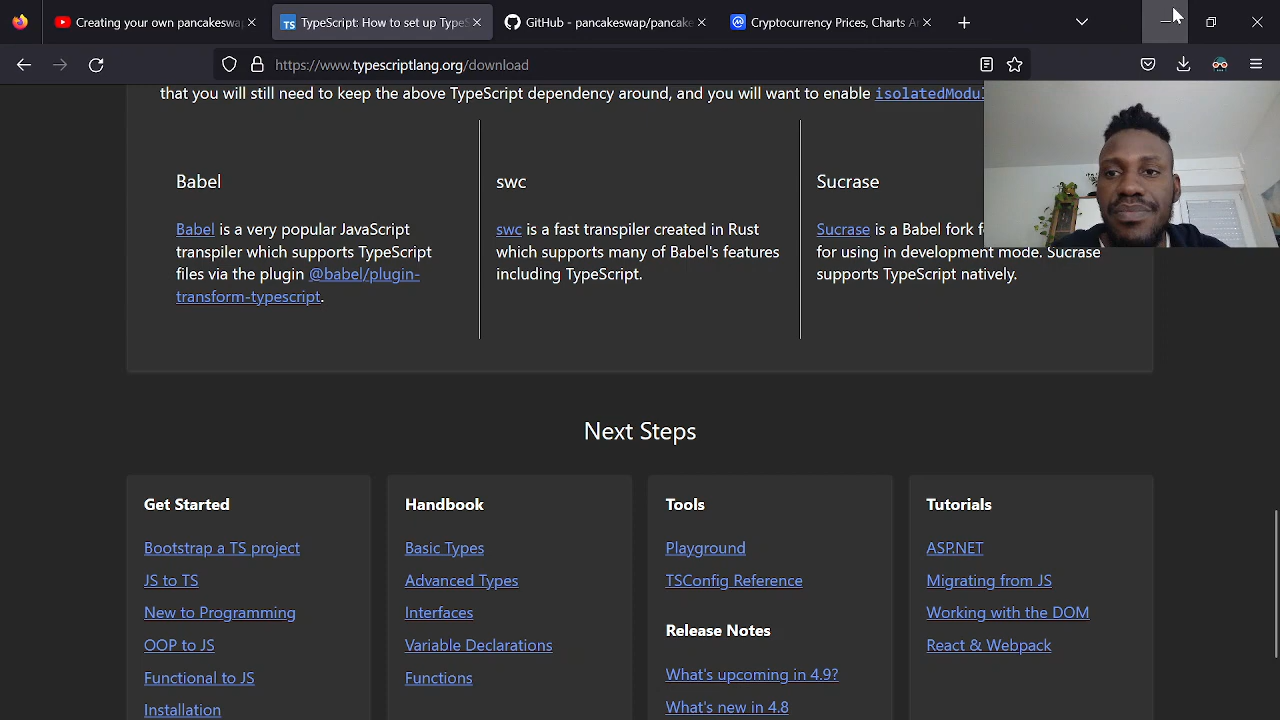 Creating your own pancakeswa
TypeScript: How to set up TypeS
GitHub - pancakeswap/pancake
Cryptocurrency Prices, Charts A
https://www.typescriptlang.org/download
that you will still need to keep the above TypeScript dependency around, and you will want to enable isolatedModul
Babel
Babel is a very popular JavaScript
transpiler which supports TypeScript
files via the plugin @babel/plugin-
transform-typescript.
swc
swc is a fast transpiler created in Rust
which supports many of Babel's features
including TypeScript.
Sucrase
Sucrase is a Babel fork f
for using in development mode. Sucrase
supports TypeScript natively.
Next Steps
Get Started
Bootstrap a TS project
JS to TS
New to Programming
OOP to JS
Functional to JS
Installation
Handbook
Basic Types
Advanced Types
Interfaces
Variable Declarations
Functions
Tools
Playground
TSConfig Reference
Release Notes
What's upcoming in 4.9?
What's new in 4.8
Tutorials
ASP.NET
Migrating from JS
Working with the DOM
React & Webpack